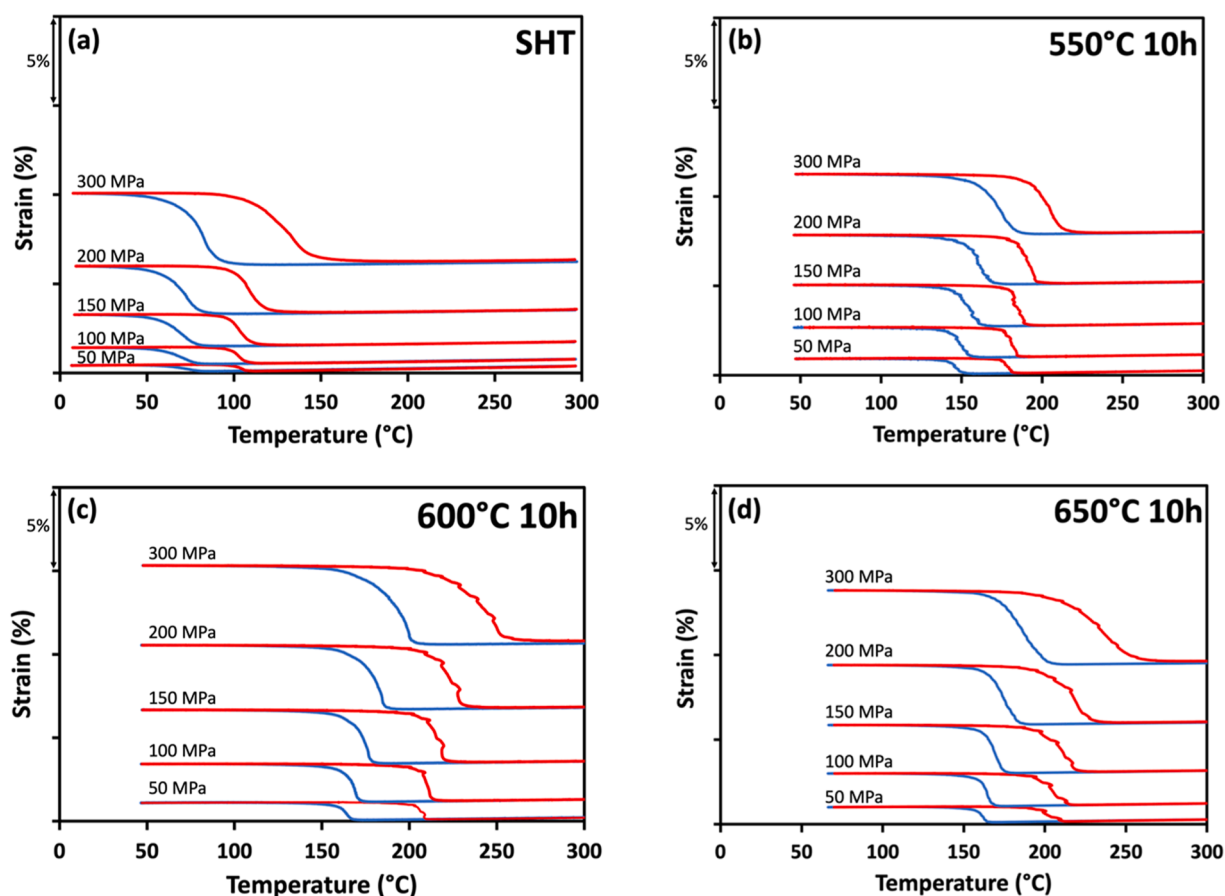 (a)
SHT
5%
Strain (%)
300 MPa
200 MPa
150 MPa
100 MPa
50 MPa
0 50 100 150 200 250 300
Temperature (°C)
(b)
550°C 10h
5%
Strain (%)
300 MPa
200 MPa
150 MPa
100 MPa
50 MPa
0 50 100 150 200 250 300
Temperature (°C)
(c)
600°C 10h
5%
Strain (%)
300 MPa
200 MPa
150 MPa
100 MPa
50 MPa
0 50 100 150 200 250 300
Temperature (°C)
(d)
650°C 10h
5%
Strain (%)
300 MPa
200 MPa
150 MPa
100 MPa
50 MPa
0 50 100 150 200 250 300
Temperature (°C)